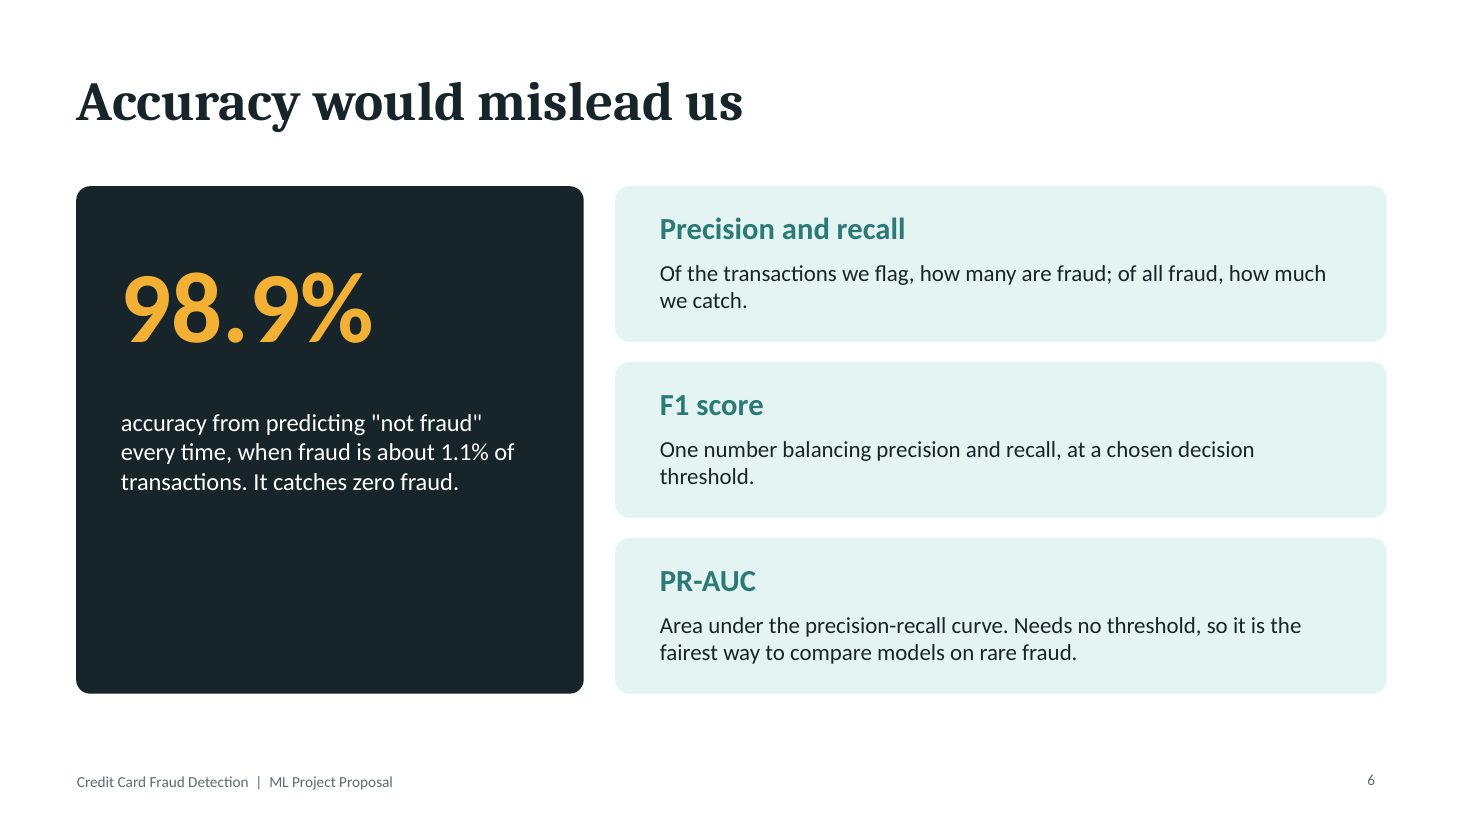 Accuracy would mislead us
98.9%
accuracy from predicting "not fraud"
every time, when fraud is about 1.1% of
transactions. It catches zero fraud.
Precision and recall
Of the transactions we flag, how many are fraud; of all fraud, how much
we catch.
F1 score
One number balancing precision and recall, at a chosen decision
threshold.
PR-AUC
Area under the precision-recall curve. Needs no threshold, so it is the
fairest way to compare models on rare fraud.
Credit Card Fraud Detection | ML Project Proposal
6